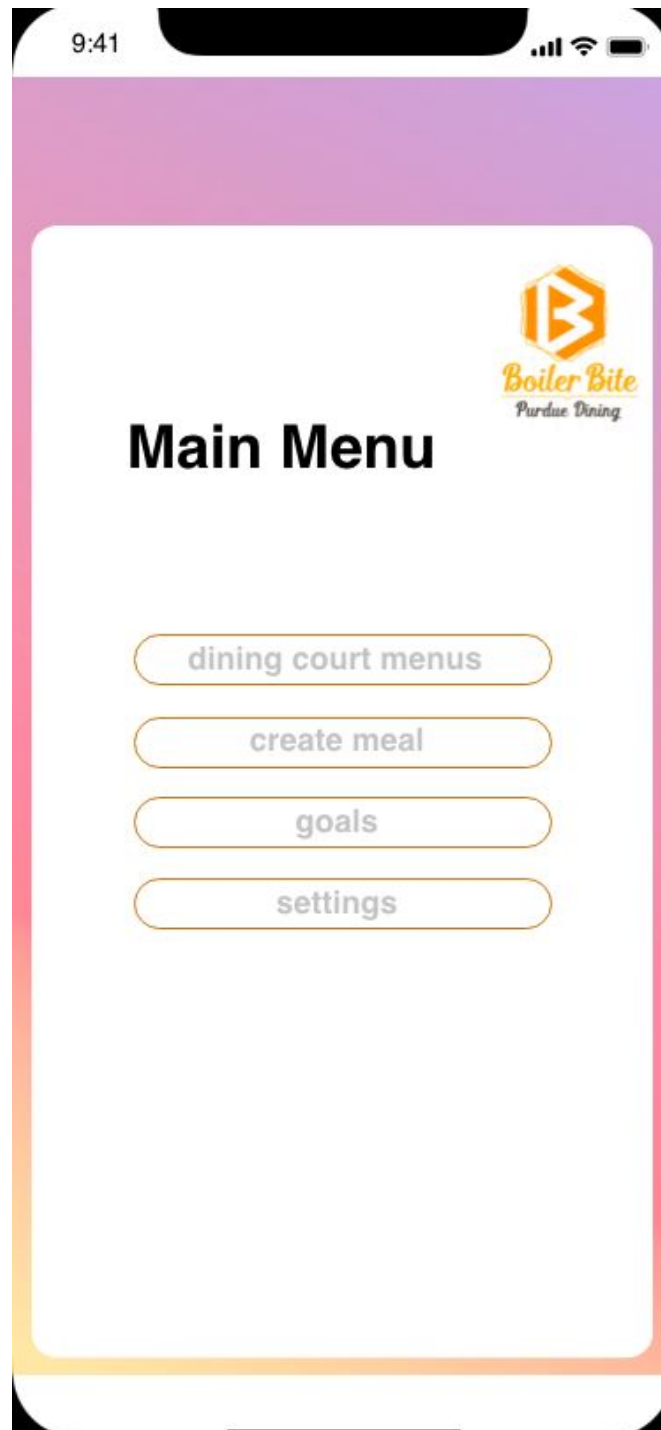 9:41
Boiler Bite
Purdue Dining
Main Menu
dining court menus
create meal
goals
settings